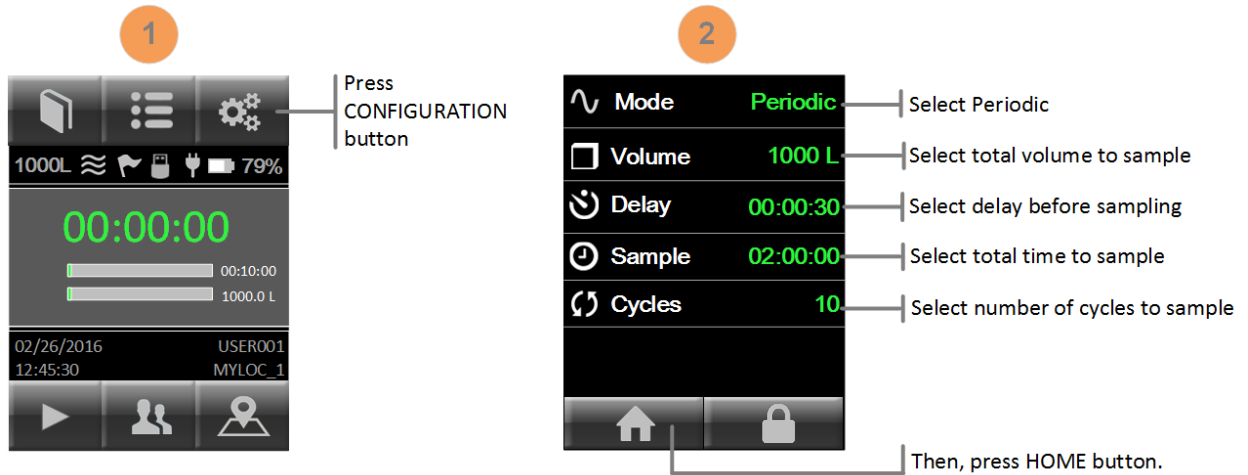 1
Press
CONFIGURATION
button
1000L 79%
00:00:00
00:10:00
1000.0 L
02/26/2016 USER001
12:45:30 MYLOC_1
2
Mode Periodic
Select Periodic
Volume 1000 L
Select total volume to sample
Delay 00:00:30
Select delay before sampling
Sample 02:00:00
Select total time to sample
Cycles 10
Select number of cycles to sample
Then, press HOME button.